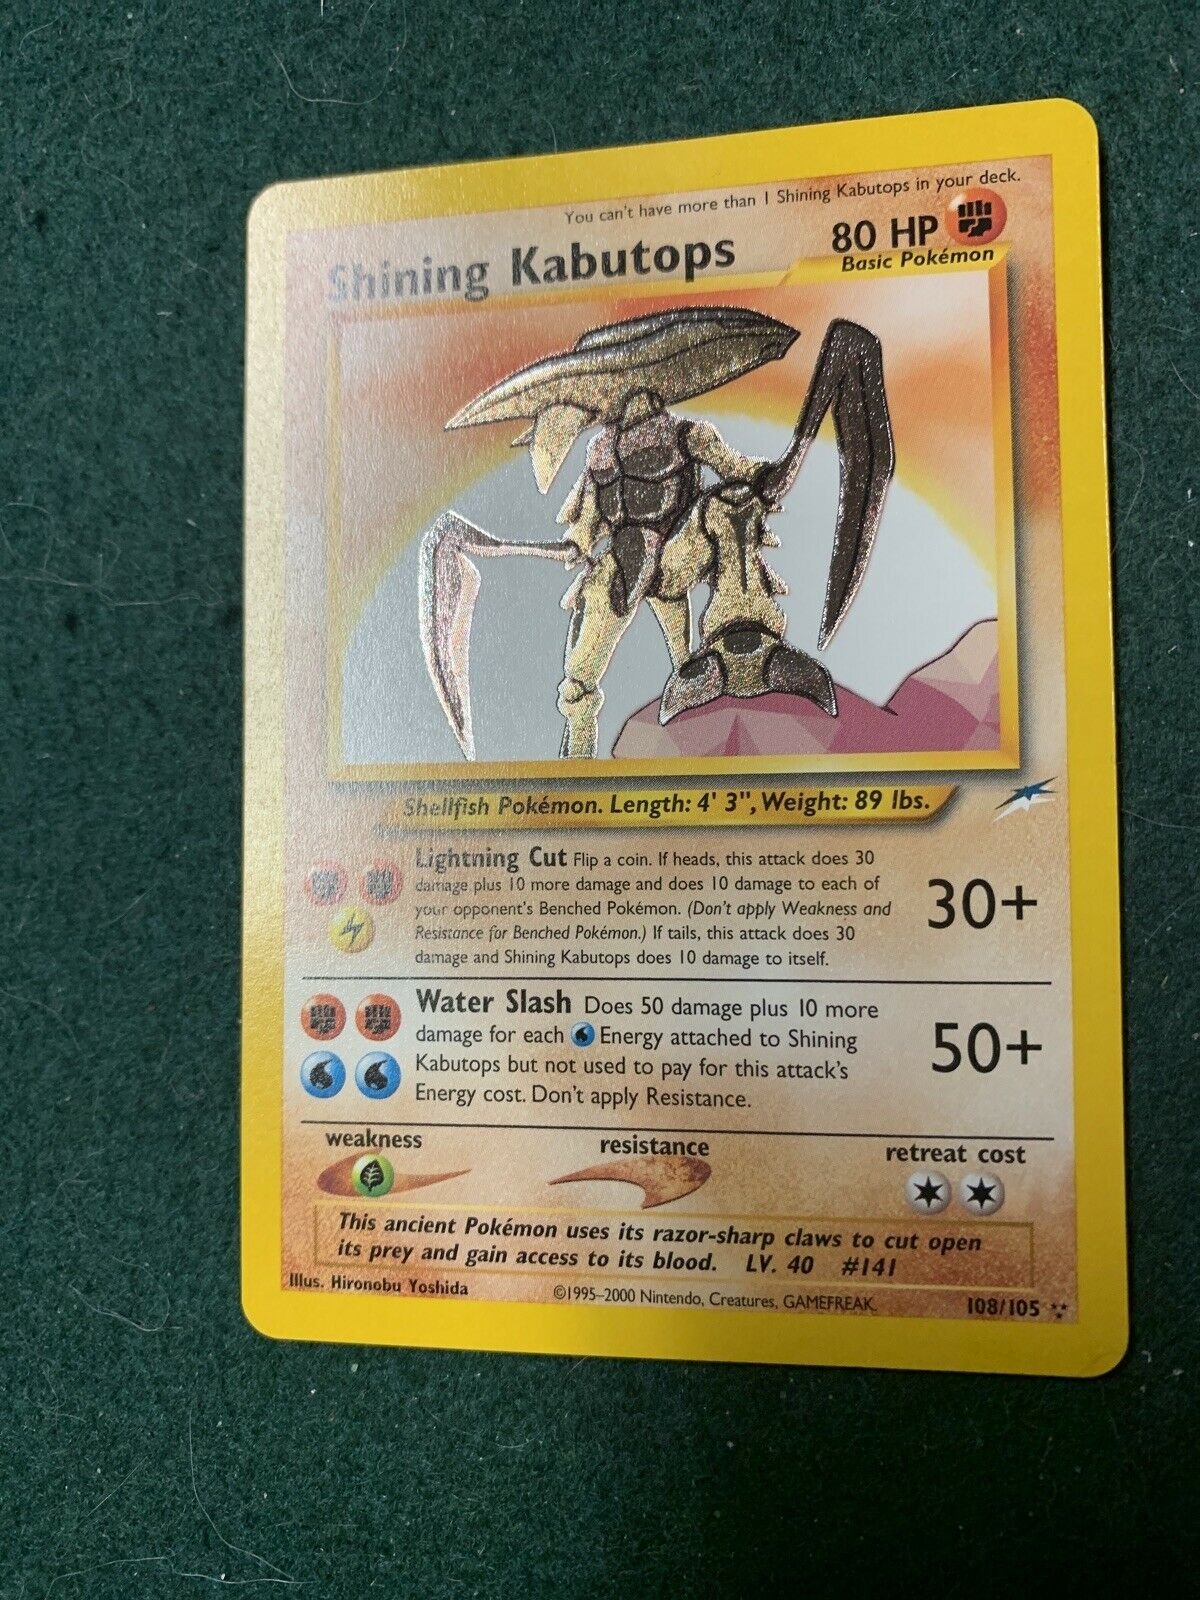 You can't have more than 1 Shining Kabutops in your deck.
Shining Kabutops
80 HP
Basic Pokémon
Shellfish Pokémon. Length: 4' 3", Weight: 89 lbs.
Lightning Cut Flip a coin. If heads, this attack does 30
damage plus 10 more damage and does 10 damage to each of
your opponent's Benched Pokémon. (Don't apply Weakness and
Resistance for Benched Pokémon.) If tails, this attack does 30
damage and Shining Kabutops does 10 damage to itself.
30+
Water Slash Does 50 damage plus 10 more
damage for each Energy attached to Shining
Kabutops but not used to pay for this attack's
Energy cost. Don't apply Resistance.
50+
weakness
resistance
retreat cost
This ancient Pokémon uses its razor-sharp claws to cut open
its prey and gain access to its blood. LV. 40 #141
Illus. Hironobu Yoshida
©1995–2000 Nintendo, Creatures, GAMEFREAK.
108/105